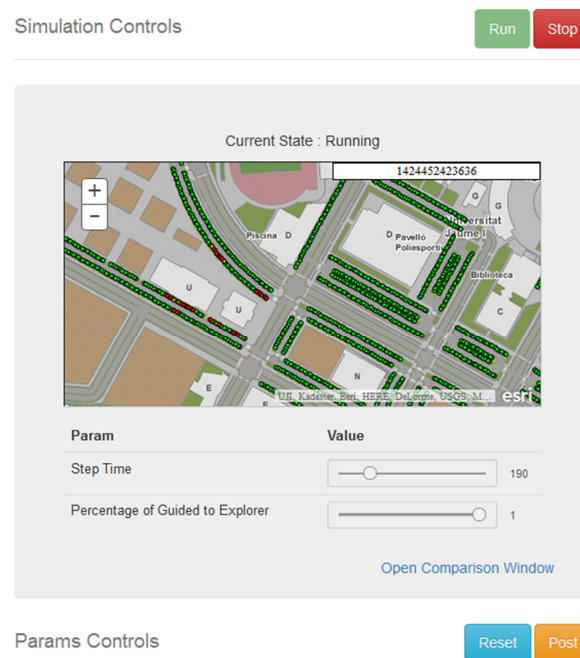 Simulation Controls
Run
Stop
Current State : Running
1424452423636
+
−
G
G
Universitat
Jaume I
Piscina D
D Pavelló
Poliesporti
Biblioteca
U
U
C
N
E
UJI, Kadaster, Esri, HERE, DeLorme, USGS, M...
esri
Param Value
Step Time 190
Percentage of Guided to Explorer 1
Open Comparison Window
Params Controls
Reset
Post